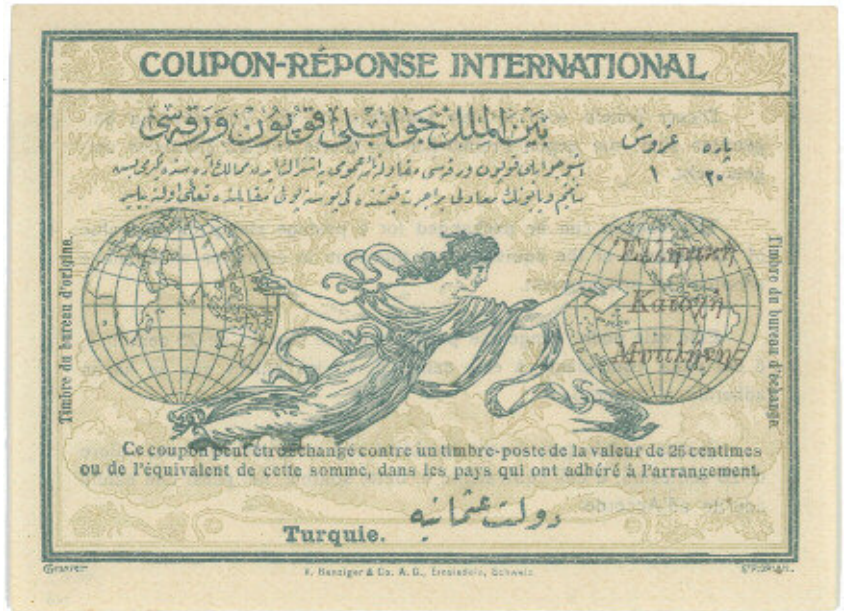 COUPON-RÉPONSE INTERNATIONAL
بين الملل جوابلى قوپون ورقه‌سى
پاره غروش
٢٠ ١
Timbre du bureau d'origine.
Ἑλληνικὴ
Κατοχὴ
Μυτιλήνης
Timbre du bureau d'échange
Ce coupon peut être échangé contre un timbre-poste de la valeur de 25 centimes
ou de l'équivalent de cette somme, dans les pays qui ont adhéré à l'arrangement.
دولت عثمانيه
Turquie.
Benziger & Co. A. G., Einsiedeln, Schweiz.